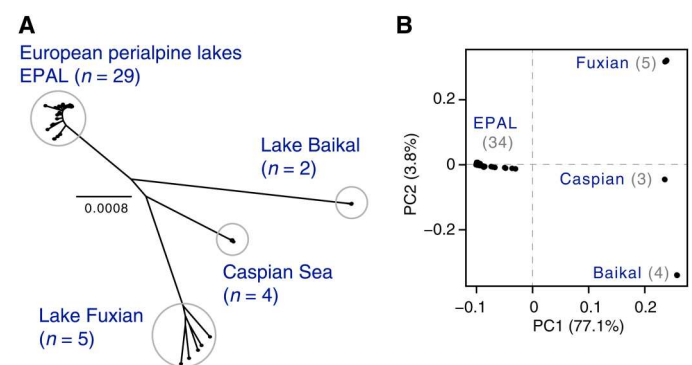 A
European perialpine lakes
EPAL (n = 29)
Lake Baikal
(n = 2)
0.0008
Caspian Sea
(n = 4)
Lake Fuxian
(n = 5)
B
Fuxian (5)
0.2
EPAL
(34)
0
Caspian (3)
−0.2
Baikal (4)
PC2 (3.8%)
−0.1 0 0.1 0.2
PC1 (77.1%)